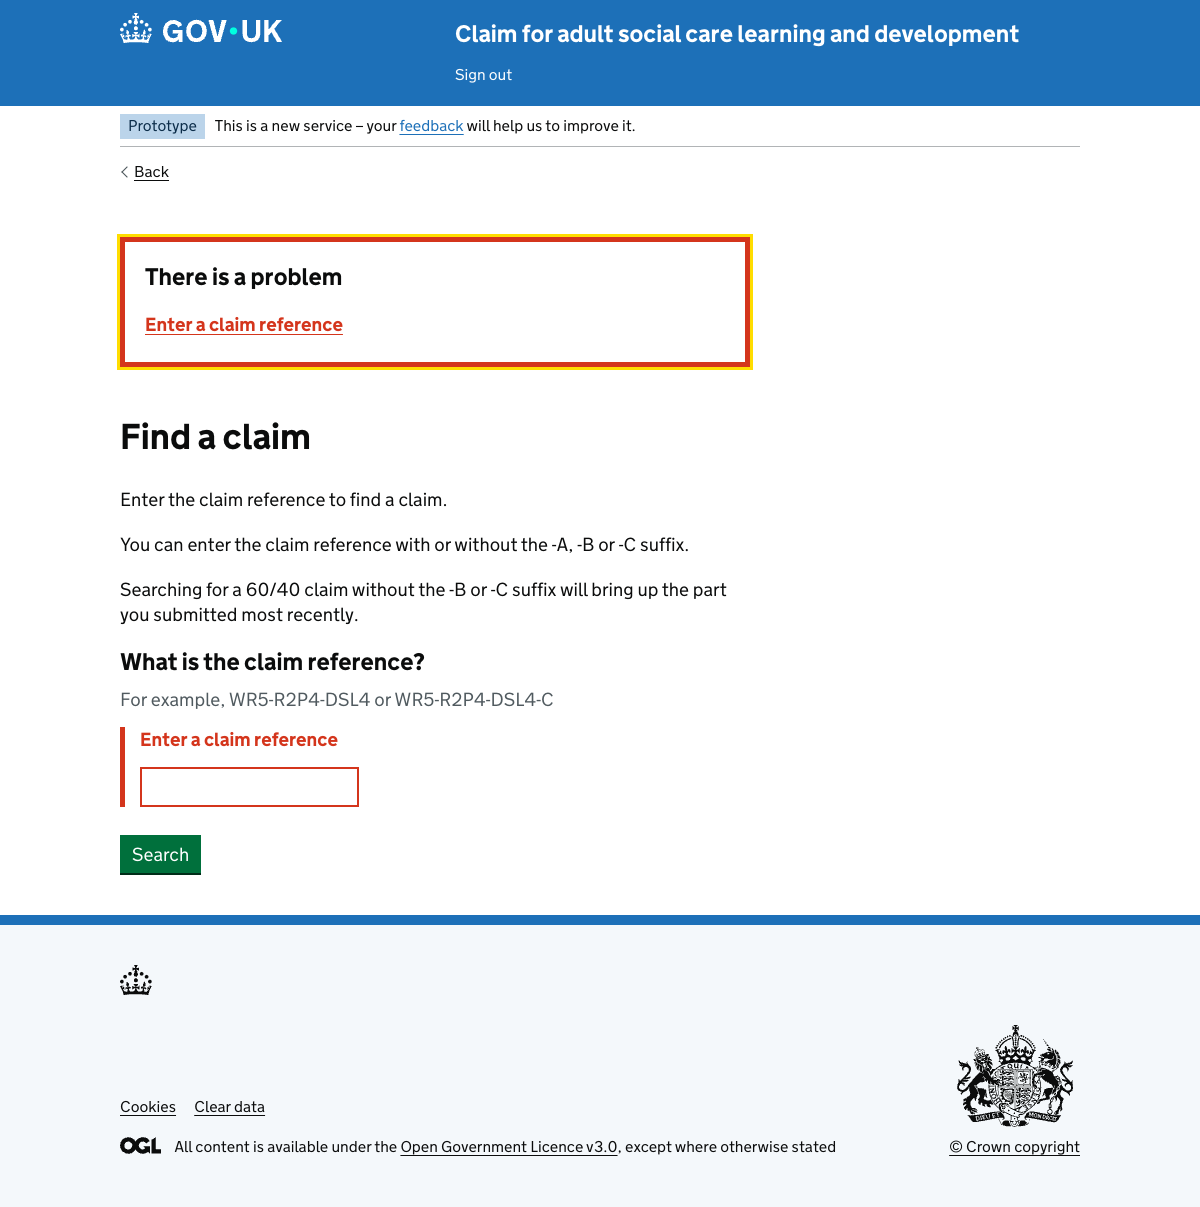 GOV·UK
Claim for adult social care learning and development
Sign out
Prototype This is a new service – your feedback will help us to improve it.
Back
There is a problem
Enter a claim reference
Find a claim
Enter the claim reference to find a claim.
You can enter the claim reference with or without the -A, -B or -C suffix.
Searching for a 60/40 claim without the -B or -C suffix will bring up the part
you submitted most recently.
What is the claim reference?
For example, WR5-R2P4-DSL4 or WR5-R2P4-DSL4-C
Enter a claim reference
Search
Cookies Clear data
OGL All content is available under the Open Government Licence v3.0, except where otherwise stated
© Crown copyright